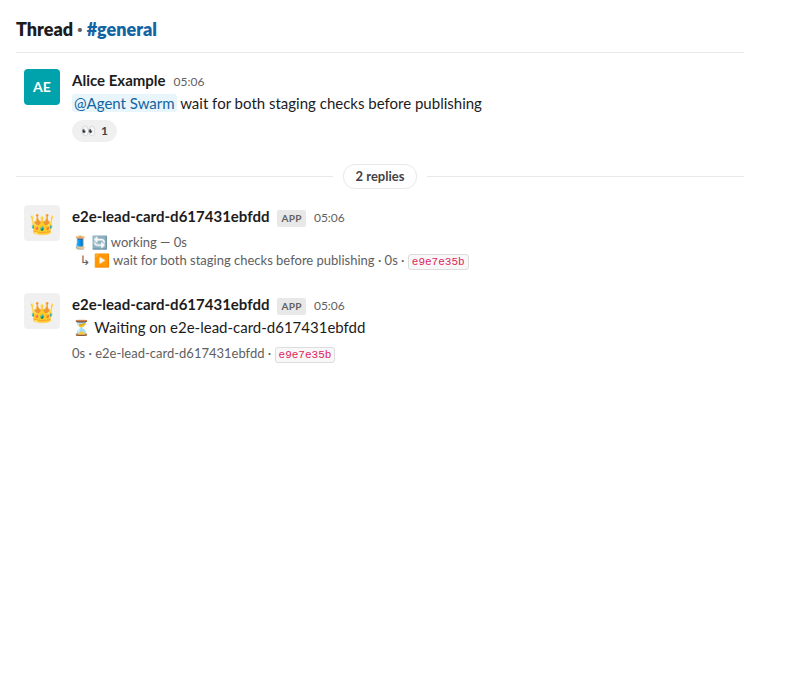 Thread • #general
AE
Alice Example 05:06
@Agent Swarm wait for both staging checks before publishing
👀 1
2 replies
e2e-lead-card-d617431ebfdd APP 05:06
🧵 🔄 working — 0s
↳ ▶️ wait for both staging checks before publishing · 0s · e9e7e35b
e2e-lead-card-d617431ebfdd APP 05:06
⏳ Waiting on e2e-lead-card-d617431ebfdd
0s · e2e-lead-card-d617431ebfdd · e9e7e35b